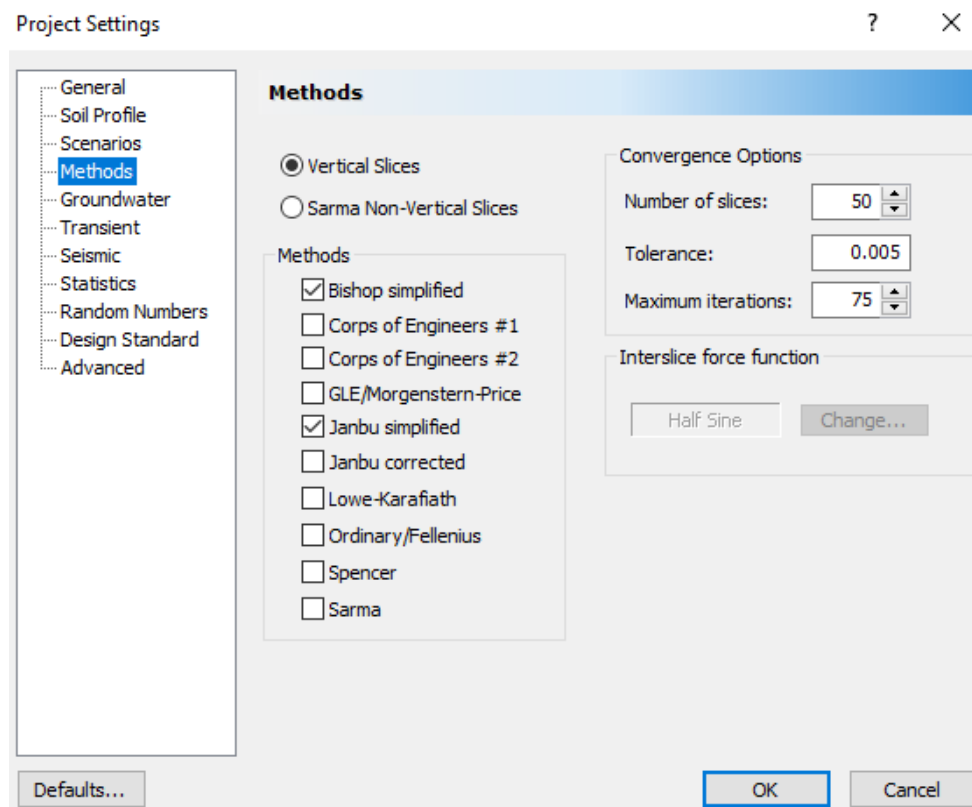 Project Settings
?
General
Soil Profile
Scenarios
Methods
Groundwater
Transient
Seismic
Statistics
Random Numbers
Design Standard
Advanced
Methods
Vertical Slices
Sarma Non-Vertical Slices
Methods
Bishop simplified
Corps of Engineers #1
Corps of Engineers #2
GLE/Morgenstern-Price
Janbu simplified
Janbu corrected
Lowe-Karafiath
Ordinary/Fellenius
Spencer
Sarma
Convergence Options
Number of slices: 50
Tolerance: 0.005
Maximum iterations: 75
Interslice force function
Half Sine Change...
Defaults... OK Cancel